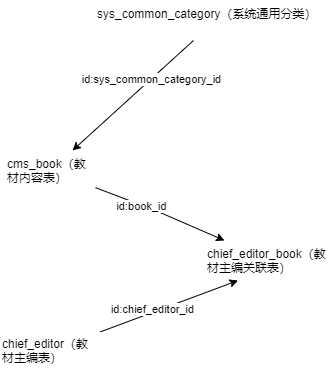 sys_common_category（系统通用分类）
id:sys_common_category_id
cms_book（教
材内容表）
id:book_id
chief_editor_book（教
材主编关联表）
id:chief_editor_id
chief_editor（教
材主编表）